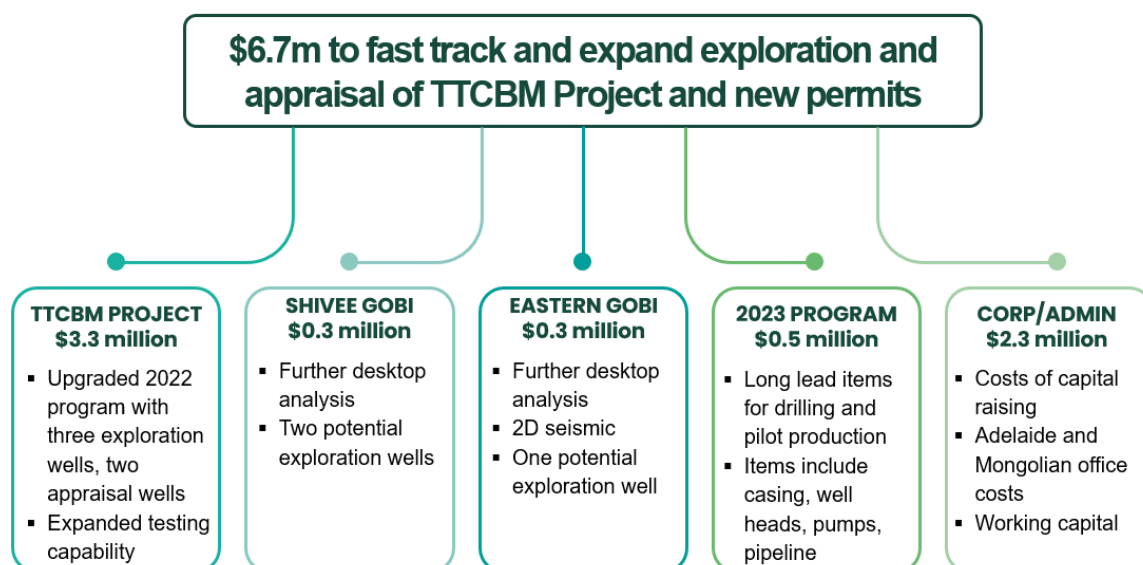 $6.7m to fast track and expand exploration and
appraisal of TTCBM Project and new permits
TTCBM PROJECT
$3.3 million
▪ Upgraded 2022
program with
three exploration
wells, two
appraisal wells
▪ Expanded testing
capability
SHIVEE GOBI
$0.3 million
▪ Further desktop
analysis
▪ Two potential
exploration wells
EASTERN GOBI
$0.3 million
▪ Further desktop
analysis
▪ 2D seismic
▪ One potential
exploration well
2023 PROGRAM
$0.5 million
▪ Long lead items
for drilling and
pilot production
▪ Items include
casing, well
heads, pumps,
pipeline
CORP/ADMIN
$2.3 million
▪ Costs of capital
raising
▪ Adelaide and
Mongolian office
costs
▪ Working capital